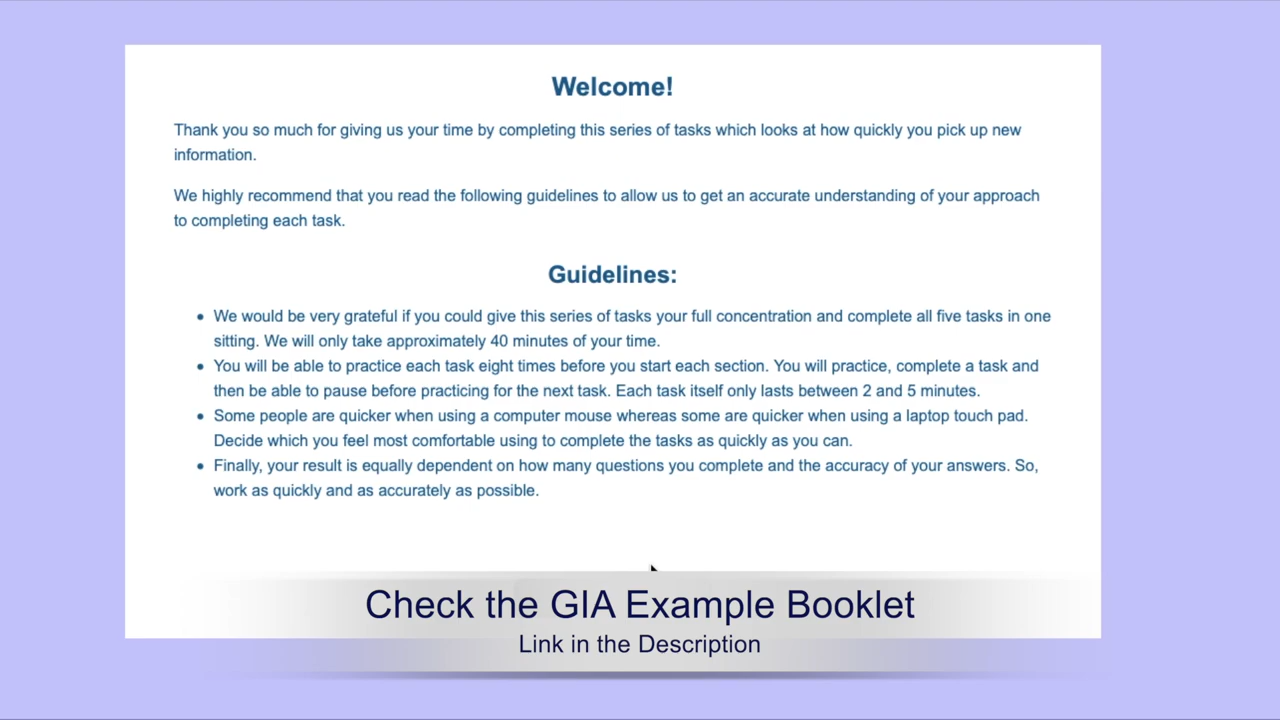 Welcome!
Thank you so much for giving us your time by completing this series of tasks which looks at how quickly you pick up new
information.
We highly recommend that you read the following guidelines to allow us to get an accurate understanding of your approach
to completing each task.
Guidelines:
• We would be very grateful if you could give this series of tasks your full concentration and complete all five tasks in one
sitting. We will only take approximately 40 minutes of your time.
• You will be able to practice each task eight times before you start each section. You will practice, complete a task and
then be able to pause before practicing for the next task. Each task itself only lasts between 2 and 5 minutes.
• Some people are quicker when using a computer mouse whereas some are quicker when using a laptop touch pad.
Decide which you feel most comfortable using to complete the tasks as quickly as you can.
• Finally, your result is equally dependent on how many questions you complete and the accuracy of your answers. So,
work as quickly and as accurately as possible.
Check the GIA Example Booklet
Link in the Description